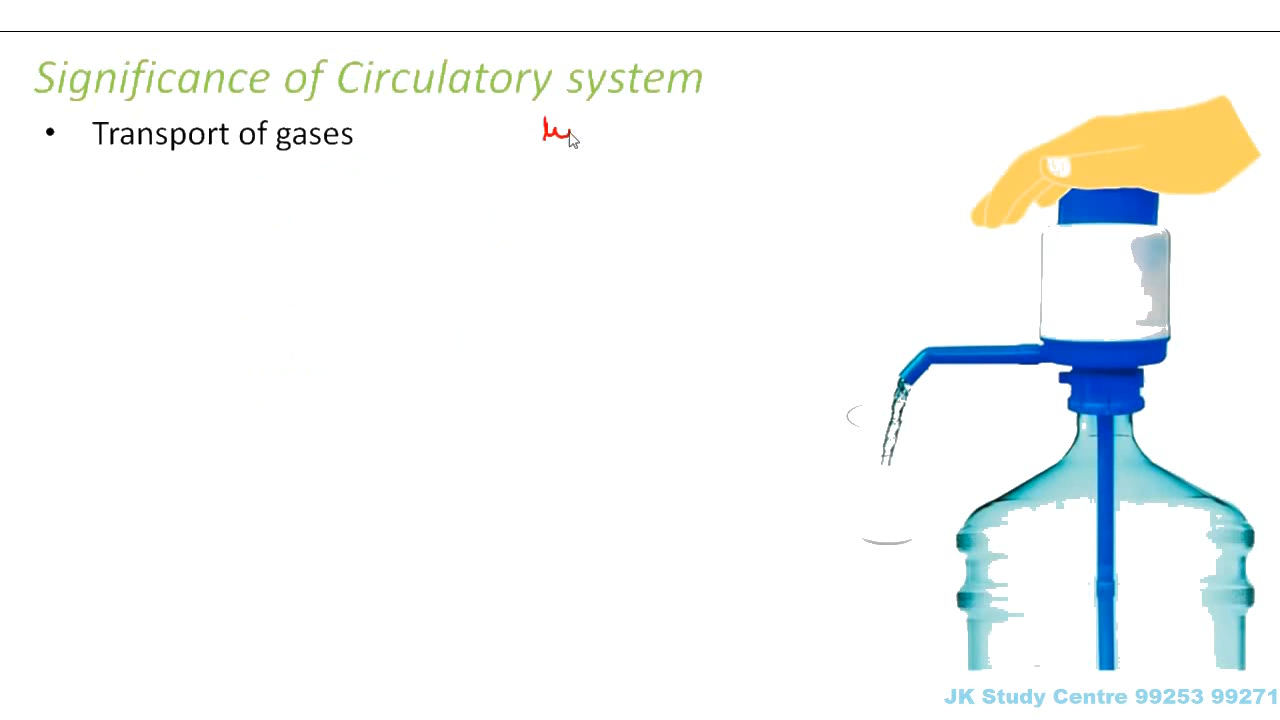 Significance of Circulatory system
• Transport of gases
JK Study Centre 99253 99271